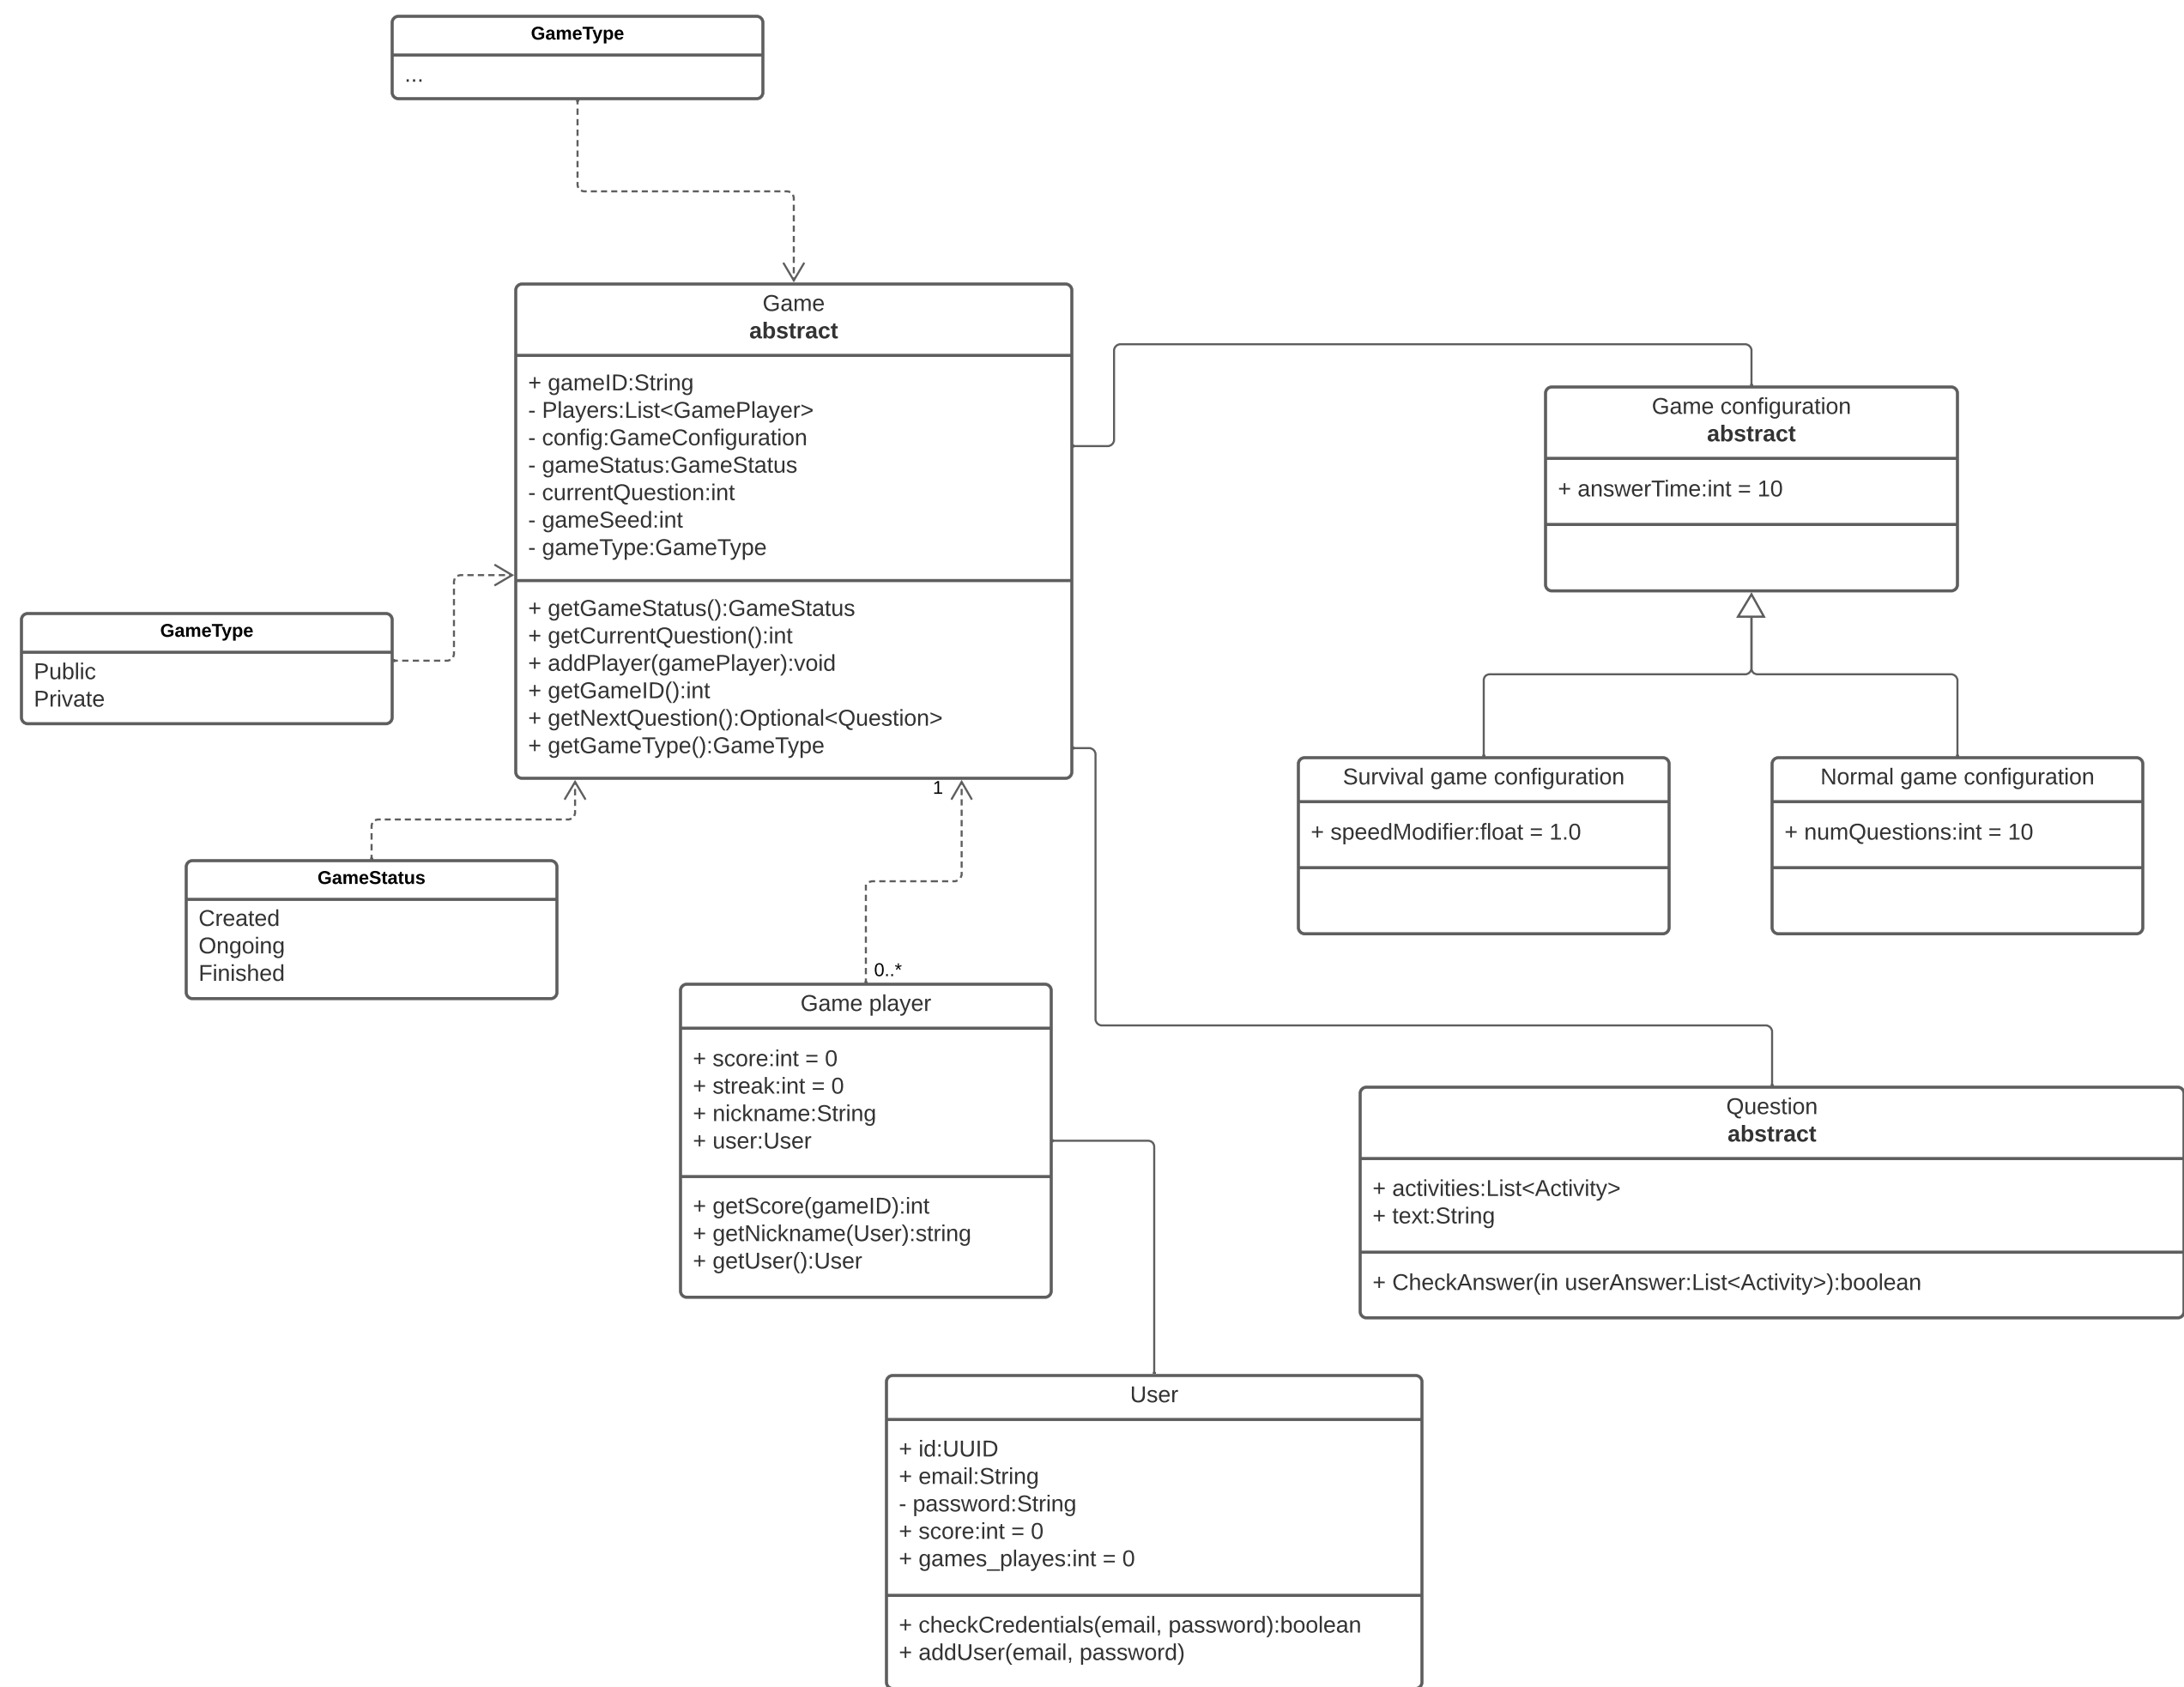 GameType
...
Game
abstract
+ gameID:String
- Players:List<GamePlayer>
- config:GameConfiguration
- gameStatus:GameStatus
- currentQuestion:int
- gameSeed:int
- gameType:GameType
+ getGameStatus():GameStatus
+ getCurrentQuestion():int
+ addPlayer(gamePlayer):void
+ getGameID():int
+ getNextQuestion():Optional<Question>
+ getGameType():GameType
Game configuration
abstract
+ answerTime:int = 10
GameType
Public
Private
Survival game configuration
+ speedModifier:float = 1.0
Normal game configuration
+ numQuestions:int = 10
1
0..*
GameStatus
Created
Ongoing
Finished
Game player
+ score:int = 0
+ streak:int = 0
+ nickname:String
+ user:User
+ getScore(gameID):int
+ getNickname(User):string
+ getUser():User
Question
abstract
+ activities:List<Activity>
+ text:String
+ CheckAnswer(in userAnswer:List<Activity>):boolean
User
+ id:UUID
+ email:String
- password:String
+ score:int = 0
+ games_playes:int = 0
+ checkCredentials(email, password):boolean
+ addUser(email, password)